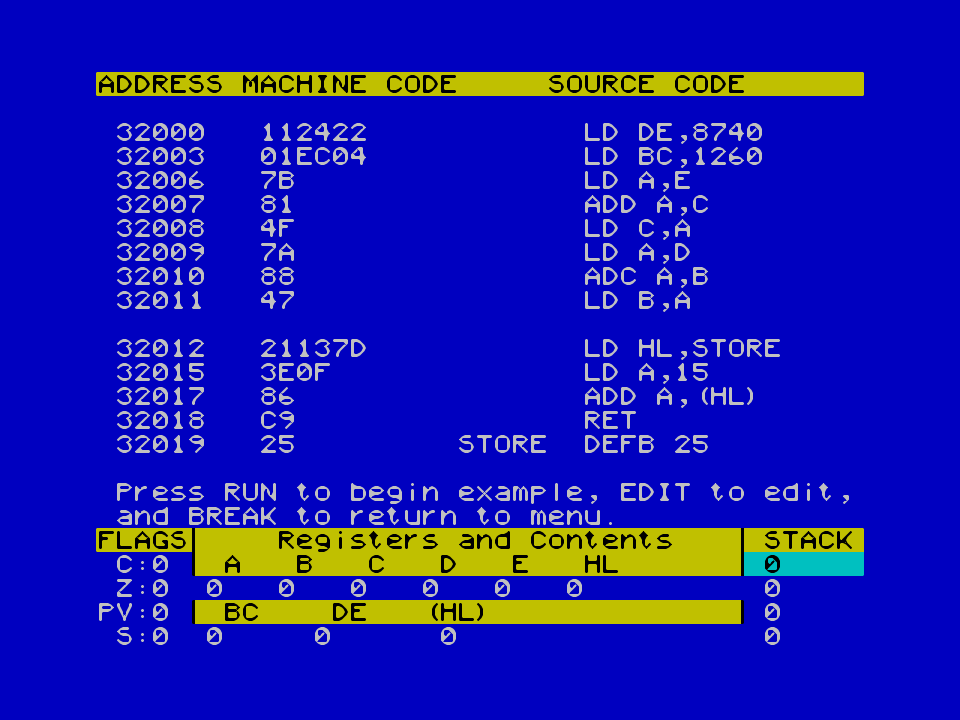 ADDRESS MACHINE CODE SOURCE CODE
32000 112422 LD DE,8740
32003 01EC04 LD BC,1260
32006 7B LD A,E
32007 81 ADD A,C
32008 4F LD C,A
32009 7A LD A,D
32010 88 ADC A,B
32011 47 LD B,A
32012 21137D LD HL,STORE
32015 3E0F LD A,15
32017 86 ADD A,(HL)
32018 C9 RET
32019 25 STORE DEFB 25
Press RUN to begin example, EDIT to edit,
and BREAK to return to menu.
FLAGS Registers and Contents STACK
C:0 A B C D E HL 0
Z:0 0 0 0 0 0 0 0
PV:0 BC DE (HL) 0
S:0 0 0 0 0